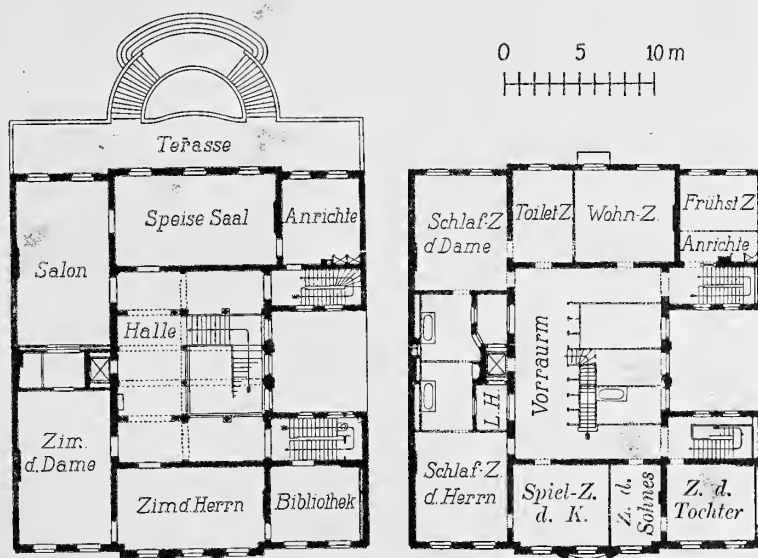 0 5 10 m
Terasse
Speise Saal
Anrichte
Salon
Halle
Zim.
d. Dame
Zim d. Herrn
Bibliothek
Schlaf-Z
d Dame
Toilet Z.
Wohn-Z.
Frühst Z
Anrichte
Vorraurm
L.H.
Schlaf-Z
d. Herrn
Spiel-Z.
d. K.
Z. d.
Sohnes
Z. d.
Tochter